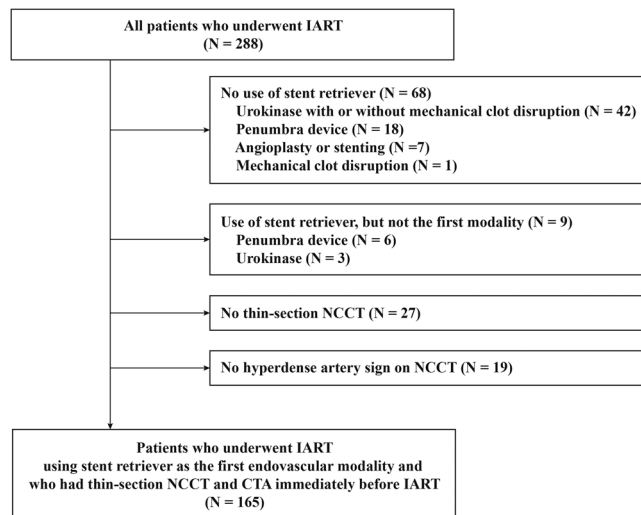 All patients who underwent IART
(N = 288)
No use of stent retriever (N = 68)
Urokinase with or without mechanical clot disruption (N = 42)
Penumbra device (N = 18)
Angioplasty or stenting (N =7)
Mechanical clot disruption (N = 1)
Use of stent retriever, but not the first modality (N = 9)
Penumbra device (N = 6)
Urokinase (N = 3)
No thin-section NCCT (N = 27)
No hyperdense artery sign on NCCT (N = 19)
Patients who underwent IART
using stent retriever as the first endovascular modality and
who had thin-section NCCT and CTA immediately before IART
(N = 165)